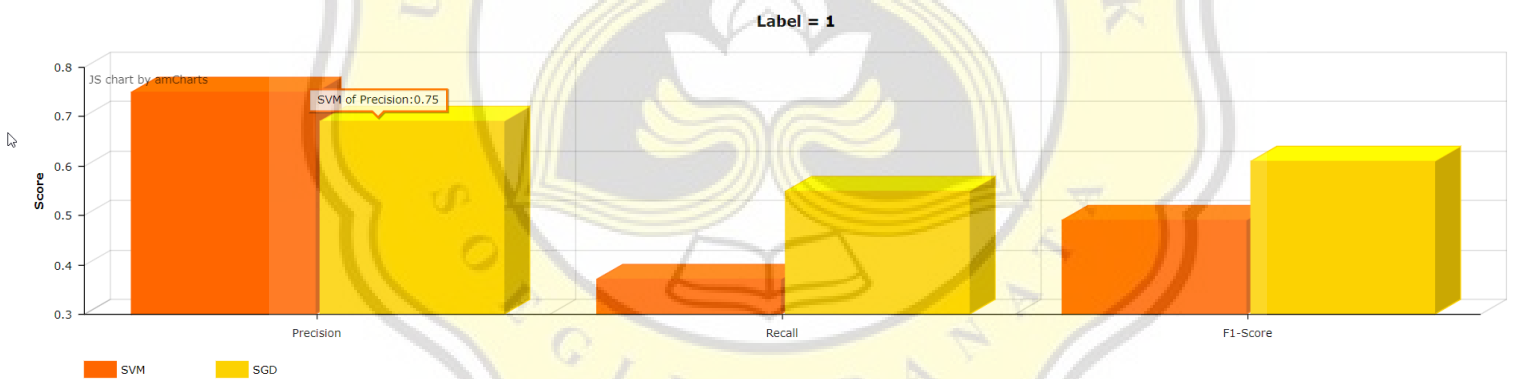 Label = 1
JS chart by amCharts
SVM of Precision:0.75
Score
0.8
0.7
0.6
0.5
0.4
0.3
Precision
Recall
F1-Score
SVM
SGD